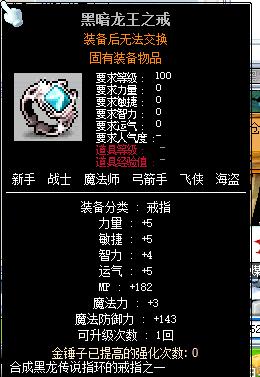 黑暗龙王之戒
装备后无法交换
固有装备物品
要求等级： 100
要求力量： 0
要求敏捷： 0
要求智力： 0
要求运气： 0
要求人气度：-
道具等级： -
道具经验值： -
新手 战士 魔法师 弓箭手 飞侠 海盗
装备分类 : 戒指
力量 : +5
敏捷 : +5
智力 : +4
运气 : +5
MP : +182
魔法力 : +3
魔法防御力 : +143
可升级次数 : 1回
金锤子已提高的强化次数: 0
合成黑龙传说指环的戒指之一